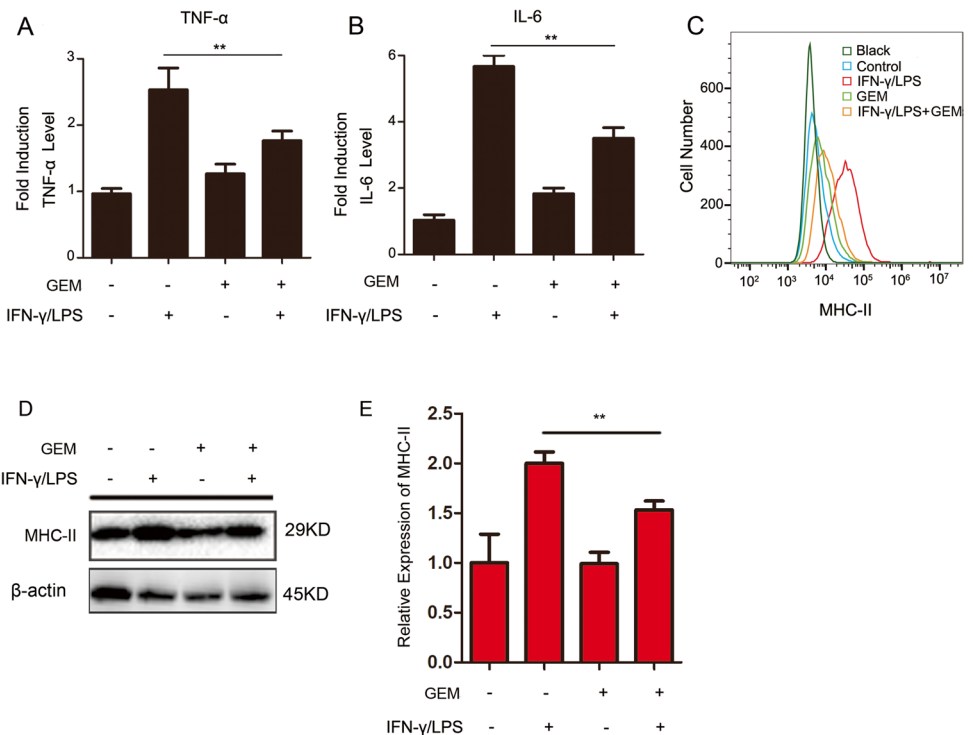 A
TNF-α
**
Fold Induction
TNF-α Level
3
2
1
0
GEM - - + +
IFN-γ/LPS - + - +
B
IL-6
**
Fold Induction
IL-6 Level
6
4
2
0
GEM - - + +
IFN-γ/LPS - + - +
C
Black
Control
IFN-γ/LPS
GEM
IFN-γ/LPS+GEM
Cell Number
600
400
200
0
10² 10³ 10⁴ 10⁵ 10⁶ 10⁷
MHC-II
D
GEM - - + +
IFN-γ/LPS - + - +
MHC-II 29KD
β-actin 45KD
E
**
Relative Expression of MHC-II
2.5
2.0
1.5
1.0
0.5
0.0
GEM - - + +
IFN-γ/LPS - + - +